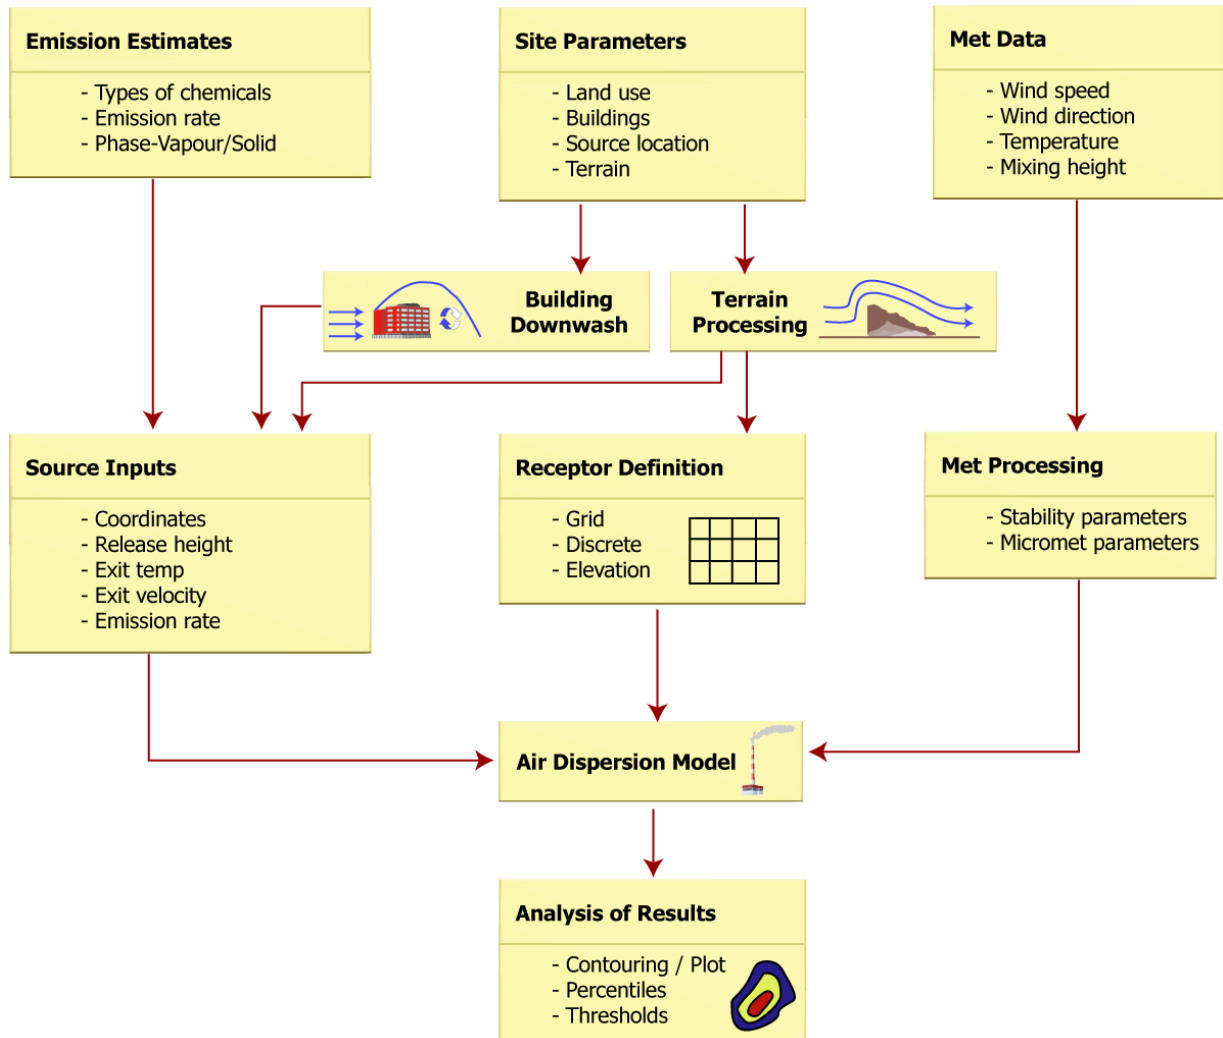 Emission Estimates
- Types of chemicals
- Emission rate
- Phase-Vapour/Solid
Site Parameters
- Land use
- Buildings
- Source location
- Terrain
Met Data
- Wind speed
- Wind direction
- Temperature
- Mixing height
Building
Downwash
Terrain
Processing
Source Inputs
- Coordinates
- Release height
- Exit temp
- Exit velocity
- Emission rate
Receptor Definition
- Grid
- Discrete
- Elevation
Met Processing
- Stability parameters
- Micromet parameters
Air Dispersion Model
Analysis of Results
- Contouring / Plot
- Percentiles
- Thresholds